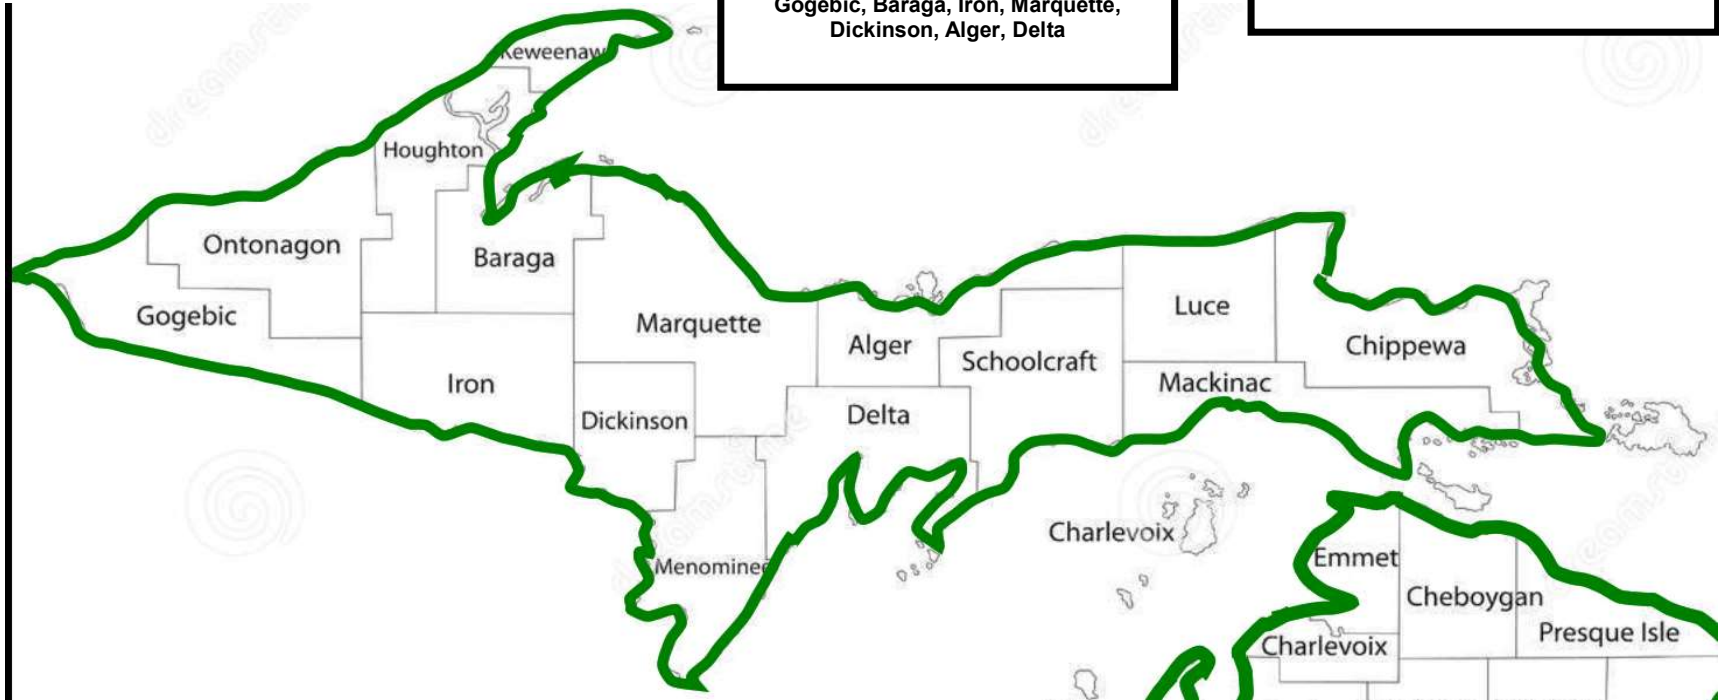 Gogebic, Baraga, Iron, Marquette,
Dickinson, Alger, Delta
Keweenaw
Houghton
Ontonagon
Baraga
Gogebic
Marquette
Iron
Dickinson
Alger
Delta
Schoolcraft
Luce
Mackinac
Chippewa
Menominee
Charlevoix
Emmet
Cheboygan
Presque Isle
Charlevoix